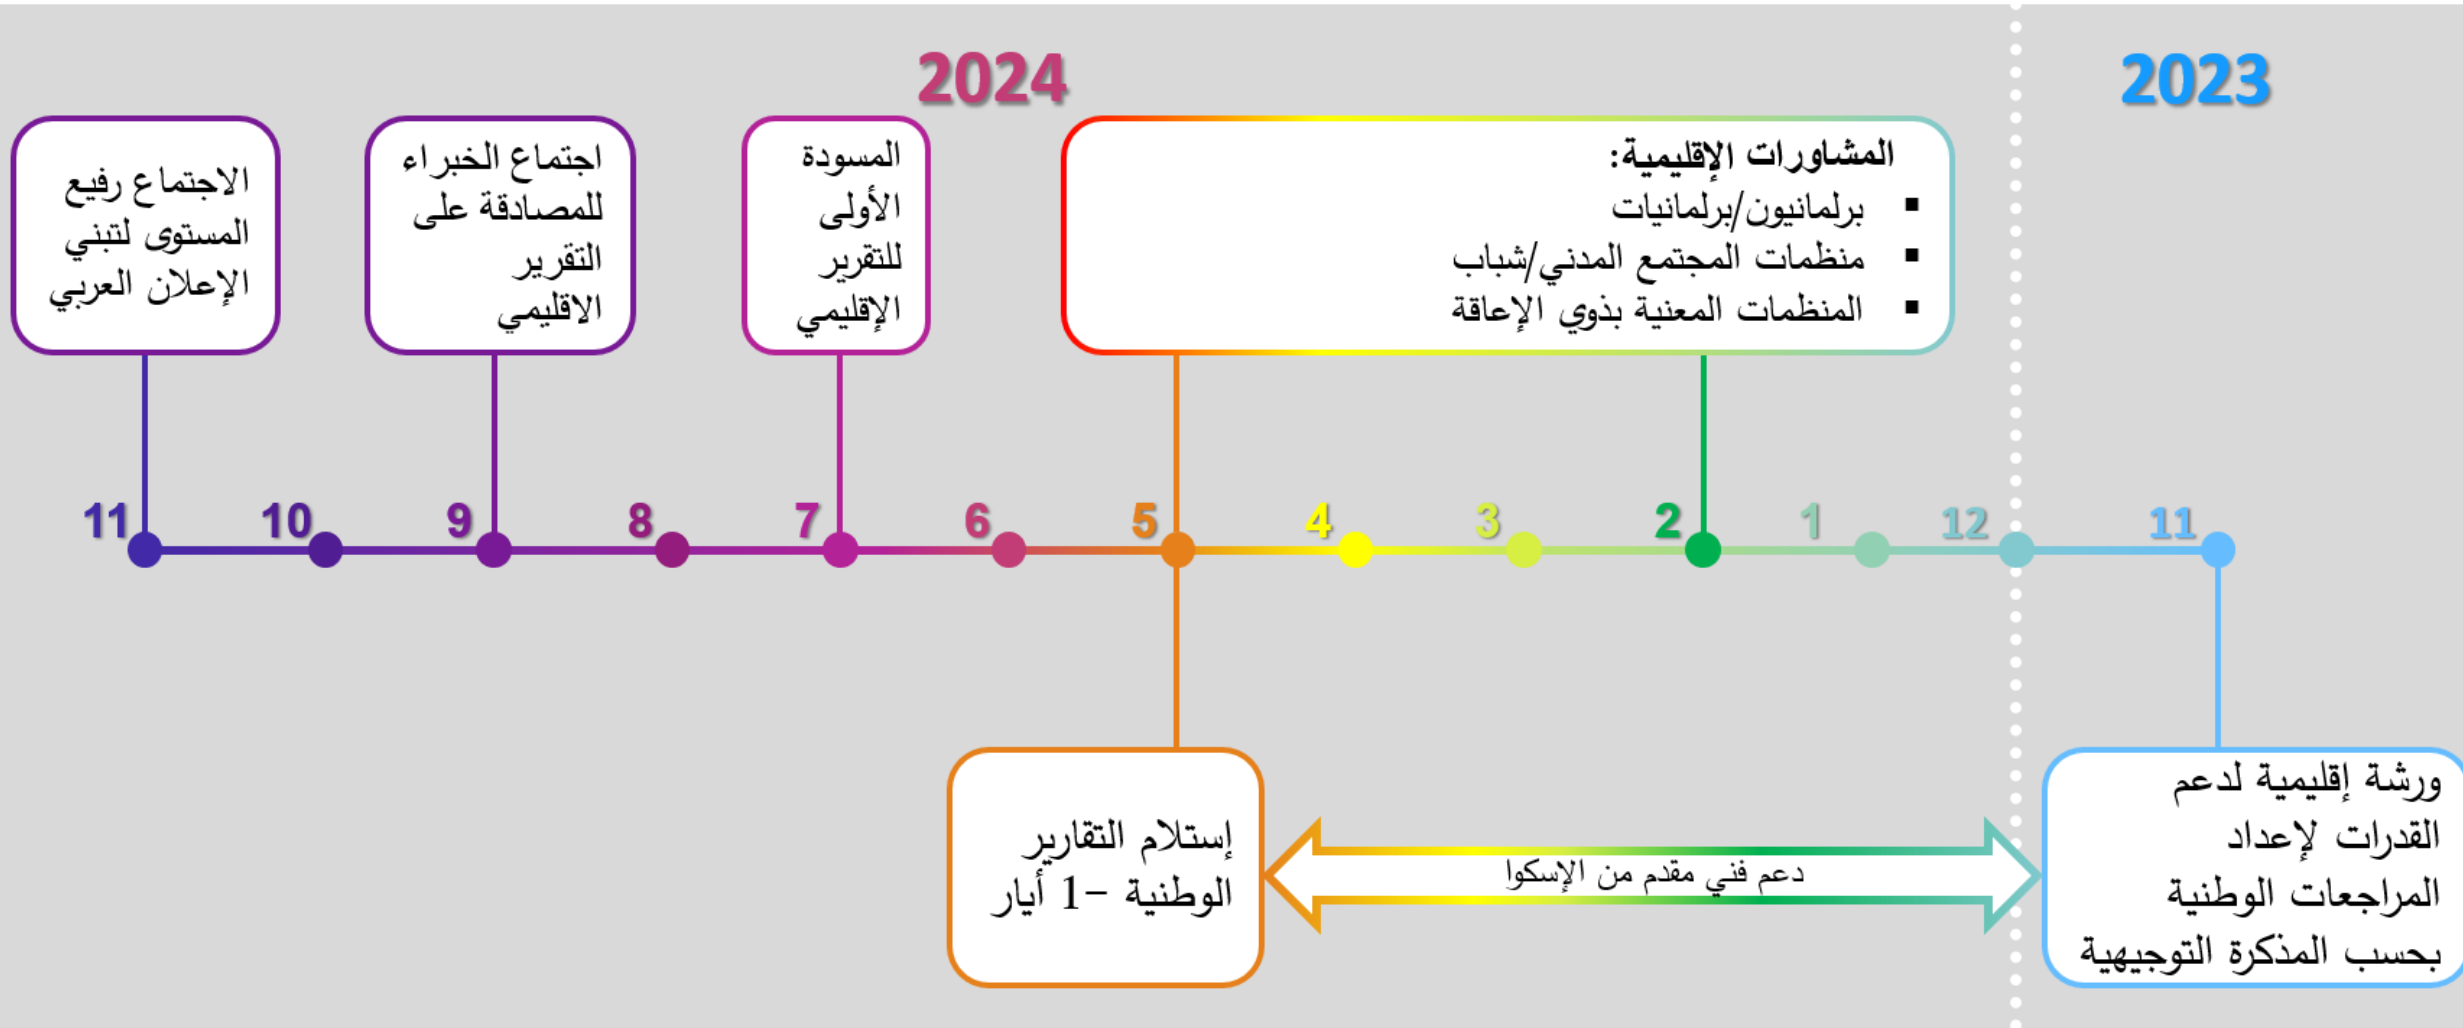 2023
2024
المشاورات الإقليمية:
▪ برلمانيون/برلمانيات
▪ منظمات المجتمع المدني/شباب
▪ المنظمات المعنية بذوي الإعاقة
المسودة
الأولى
للتقرير
الإقليمي
اجتماع الخبراء
للمصادقة على
التقرير
الاقليمي
الاجتماع رفيع
المستوى لتبني
الإعلان العربي
11
12
1
2
3
4
5
6
7
8
9
10
11
ورشة إقليمية لدعم
القدرات لإعداد
المراجعات الوطنية
بحسب المذكرة التوجيهية
دعم فني مقدم من الإسكوا
إستلام التقارير
الوطنية –1 أيار